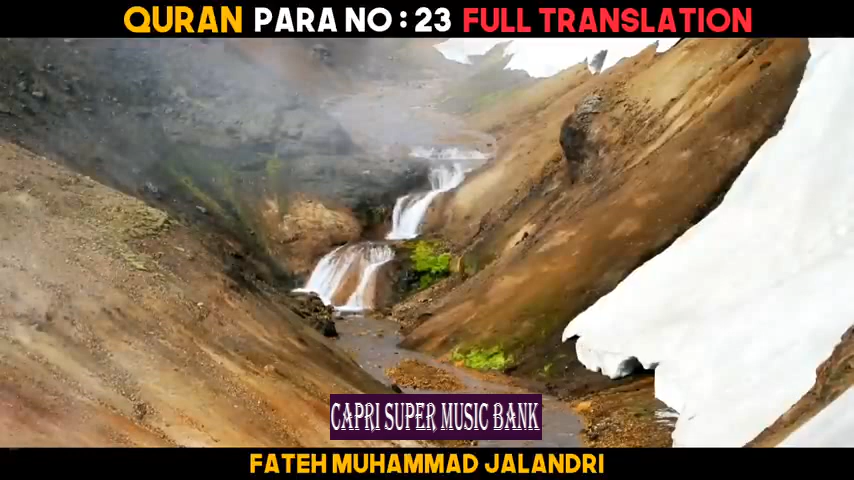 QURAN PARA NO : 23 FULL TRANSLATION
CAPRI SUPER MUSIC BANK
FATEH MUHAMMAD JALANDRI